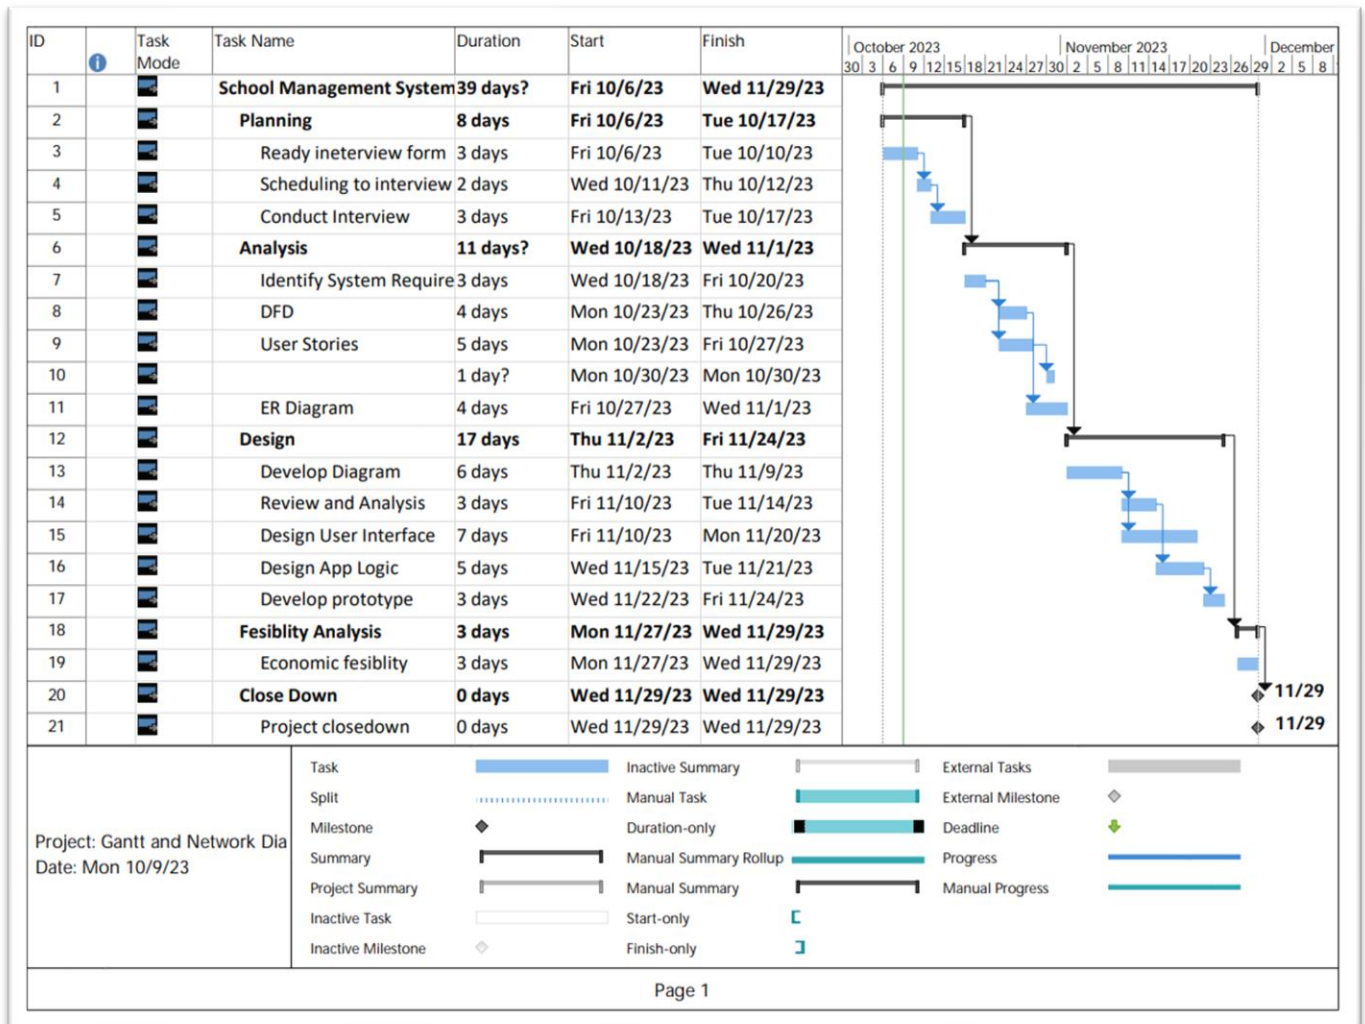 ID Task Mode Task Name Duration Start Finish
October 2023 November 2023 December
30 3 6 9 12 15 18 21 24 27 30 2 5 8 11 14 17 20 23 26 29 2 5 8
1 School Management System 39 days? Fri 10/6/23 Wed 11/29/23
2 Planning 8 days Fri 10/6/23 Tue 10/17/23
3 Ready ineterview form 3 days Fri 10/6/23 Tue 10/10/23
4 Scheduling to interview 2 days Wed 10/11/23 Thu 10/12/23
5 Conduct Interview 3 days Fri 10/13/23 Tue 10/17/23
6 Analysis 11 days? Wed 10/18/23 Wed 11/1/23
7 Identify System Require 3 days Wed 10/18/23 Fri 10/20/23
8 DFD 4 days Mon 10/23/23 Thu 10/26/23
9 User Stories 5 days Mon 10/23/23 Fri 10/27/23
10 1 day? Mon 10/30/23 Mon 10/30/23
11 ER Diagram 4 days Fri 10/27/23 Wed 11/1/23
12 Design 17 days Thu 11/2/23 Fri 11/24/23
13 Develop Diagram 6 days Thu 11/2/23 Thu 11/9/23
14 Review and Analysis 3 days Fri 11/10/23 Tue 11/14/23
15 Design User Interface 7 days Fri 11/10/23 Mon 11/20/23
16 Design App Logic 5 days Wed 11/15/23 Tue 11/21/23
17 Develop prototype 3 days Wed 11/22/23 Fri 11/24/23
18 Fesiblity Analysis 3 days Mon 11/27/23 Wed 11/29/23
19 Economic fesiblity 3 days Mon 11/27/23 Wed 11/29/23
20 Close Down 0 days Wed 11/29/23 Wed 11/29/23 11/29
21 Project closedown 0 days Wed 11/29/23 Wed 11/29/23 11/29
Project: Gantt and Network Dia
Date: Mon 10/9/23
Task Inactive Summary External Tasks
Split Manual Task External Milestone
Milestone Duration-only Deadline
Summary Manual Summary Rollup Progress
Project Summary Manual Summary Manual Progress
Inactive Task Start-only
Inactive Milestone Finish-only
Page 1